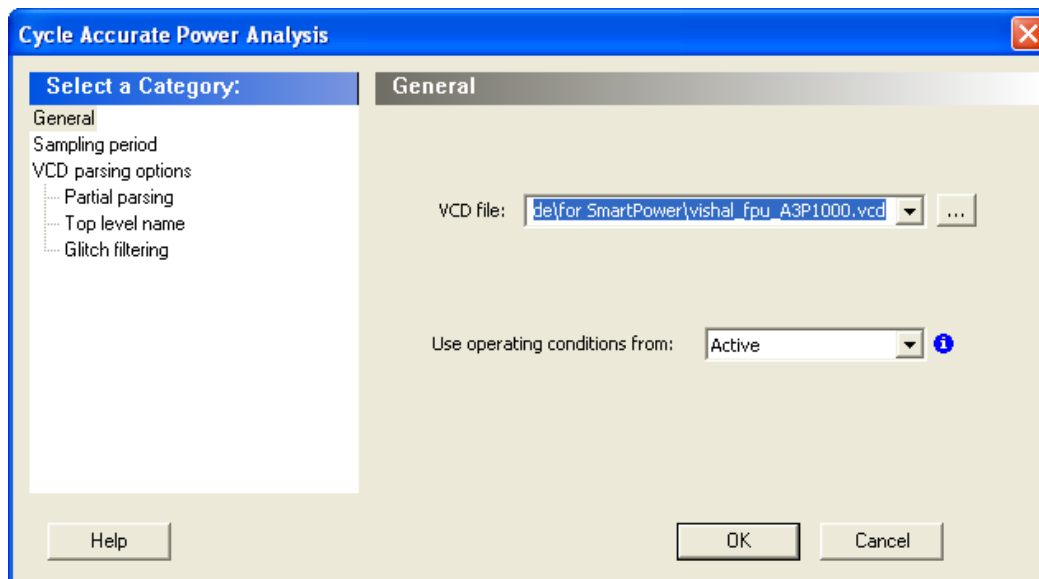 Cycle Accurate Power Analysis
Select a Category:
General
Sampling period
VCD parsing options
Partial parsing
Top level name
Glitch filtering
General
VCD file: de\for SmartPower\vishal_fpu_A3P1000.vcd ...
Use operating conditions from: Active
Help
OK
Cancel